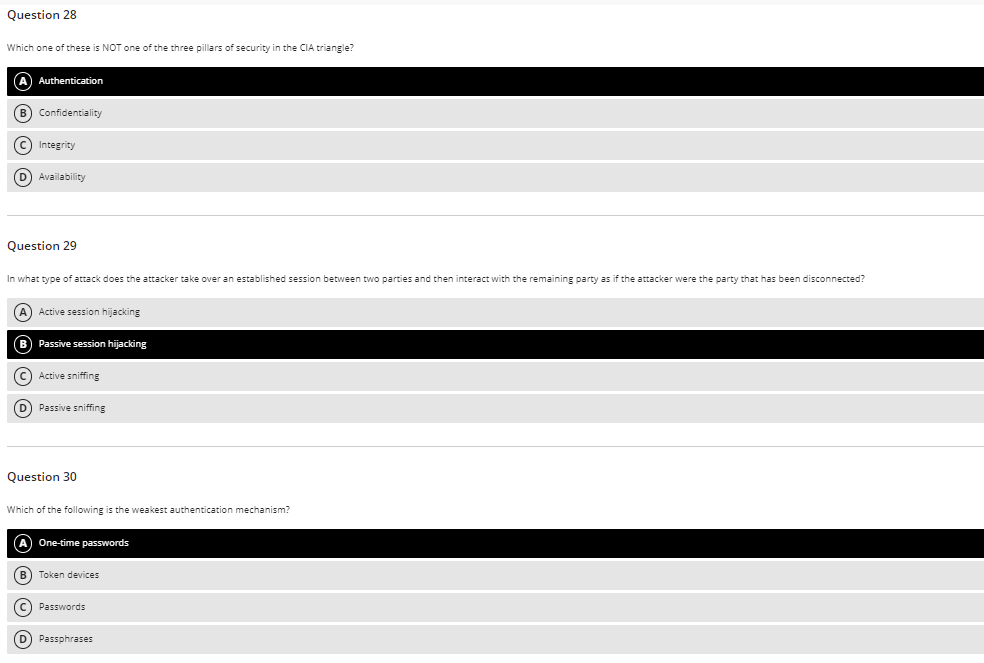 Question 28
Which one of these is NOT one of the three pillars of security in the CIA triangle?
A Authentication
B Confidentiality
C Integrity
D Availability
Question 29
In what type of attack does the attacker take over an established session between two parties and then interact with the remaining party as if the attacker were the party that has been disconnected?
A Active session hijacking
B Passive session hijacking
C Active sniffing
D Passive sniffing
Question 30
Which of the following is the weakest authentication mechanism?
A One-time passwords
B Token devices
C Passwords
D Passphrases